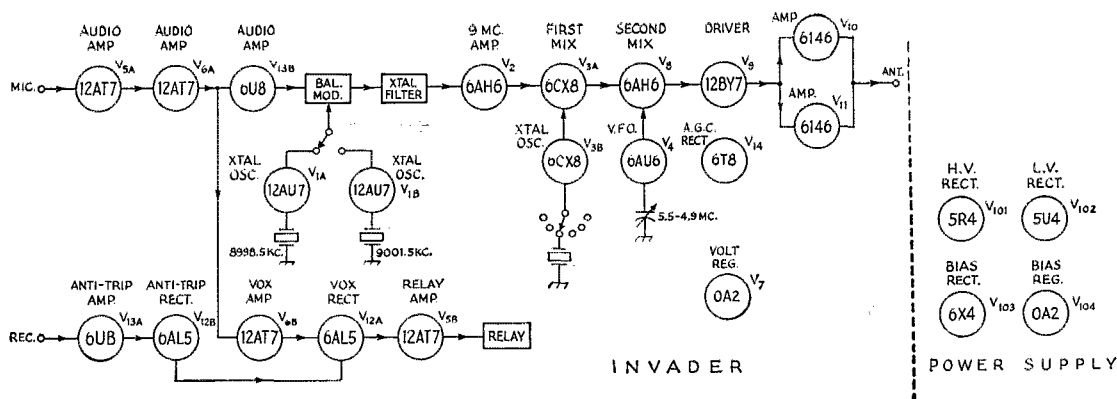 AUDIO AMP
12AT7 V5A
AUDIO AMP
12AT7 V6A
AUDIO AMP
6U8 V13B
MIC.
BAL. MOD.
XTAL FILTER
9 MC. AMP.
6AH6 V2
FIRST MIX
6CX8 V3A
SECOND MIX
6AH6 V8
DRIVER
12BY7 V9
AMP
6146 V10
AMP.
6146 V11
ANT.
XTAL OSC.
12AU7 V1A
8998.5KC.
XTAL OSC.
12AU7 V1B
9001.5KC.
XTAL OSC.
6CX8 V3B
V.F.O.
6AU6 V4
5.5-4.9 MC.
A.G.C. RECT.
6T8 V14
VOLT REG.
0A2 V7
REC.
ANTI-TRIP AMP.
6UB V13A
ANTI-TRIP RECT.
6AL5 V12B
VOX AMP
12AT7 V6B
VOX RECT
6AL5 V12A
RELAY AMP.
12AT7 V5B
RELAY
INVADER
H.V. RECT.
5R4 V101
L.V. RECT.
5U4 V102
BIAS RECT.
6X4 V103
BIAS REG.
0A2 V104
POWER SUPPLY